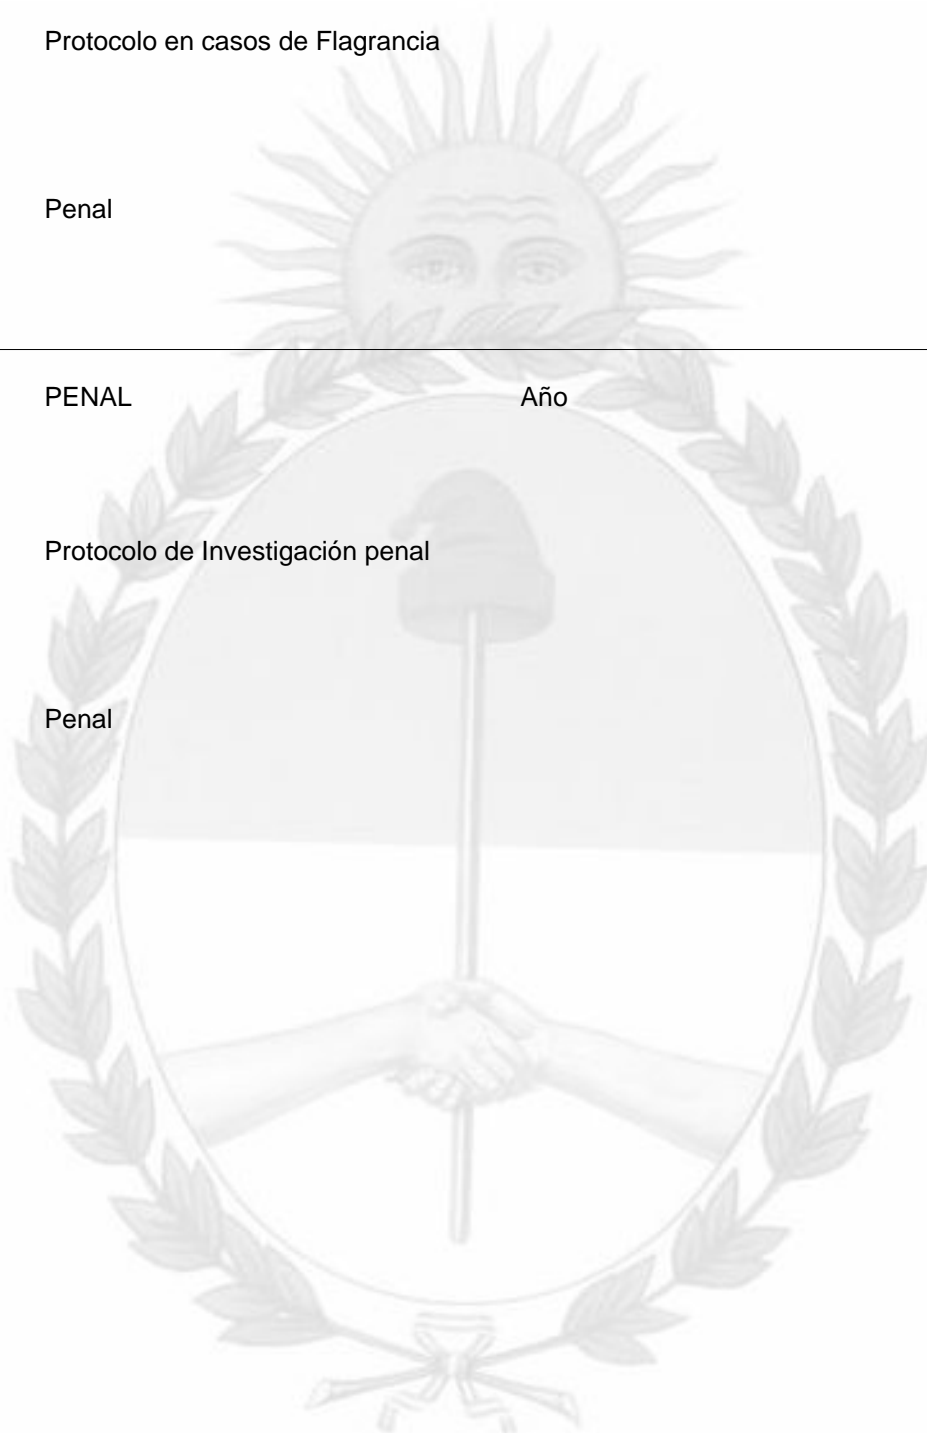 Protocolo en casos de Flagrancia
Penal
PENAL Año
Protocolo de Investigación penal
Penal